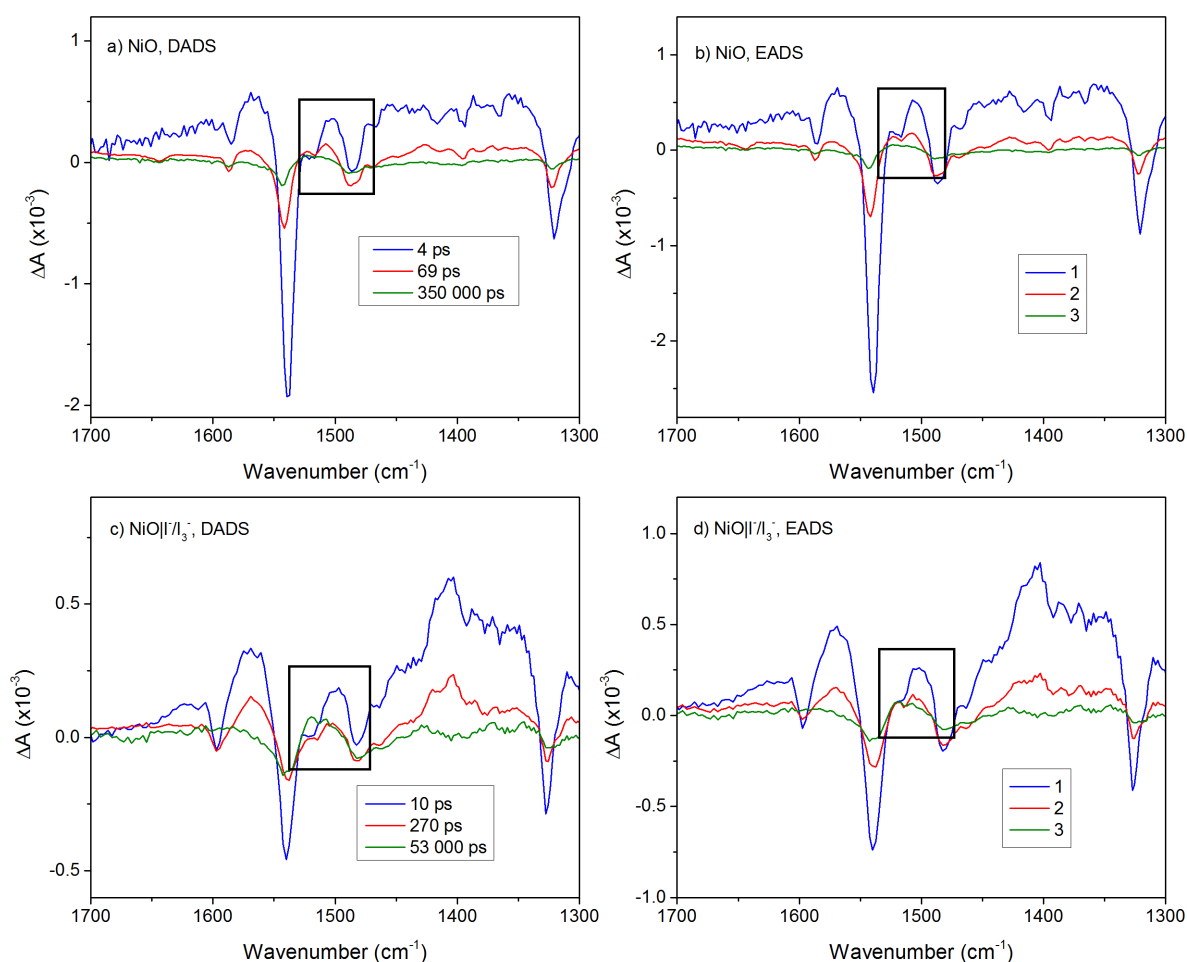 a) NiO, DADS
1
0
-1
-2
ΔA (x10⁻³)
4 ps
69 ps
350 000 ps
1700
1600
1500
1400
1300
Wavenumber (cm⁻¹)
b) NiO, EADS
1
0
-1
-2
ΔA (x10⁻³)
1
2
3
1700
1600
1500
1400
1300
Wavenumber (cm⁻¹)
c) NiO|I⁻/I₃⁻, DADS
0.5
0.0
-0.5
ΔA (x10⁻³)
10 ps
270 ps
53 000 ps
1700
1600
1500
1400
1300
Wavenumber (cm⁻¹)
d) NiO|I⁻/I₃⁻, EADS
1.0
0.5
0.0
-0.5
-1.0
ΔA (x10⁻³)
1
2
3
1700
1600
1500
1400
1300
Wavenumber (cm⁻¹)